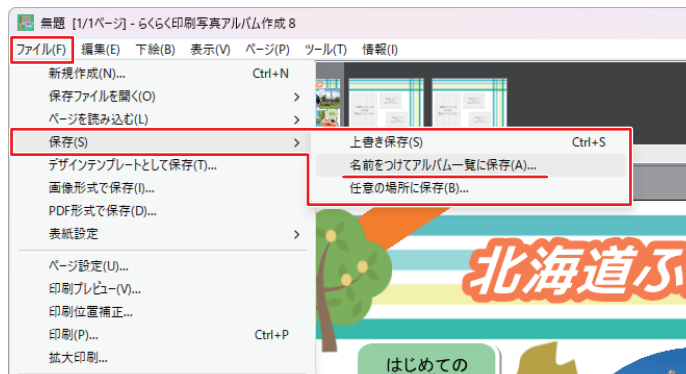 無題 [1/1ページ] - らくらく印刷写真アルバム作成 8
ファイル(F) 編集(E) 下絵(B) 表示(V) ページ(P) ツール(T) 情報(I)
新規作成(N)... Ctrl+N
保存ファイルを開く(O)
ページを読み込む(L)
保存(S)
上書き保存(S) Ctrl+S
名前をつけてアルバム一覧に保存(A)...
任意の場所に保存(B)...
デザインテンプレートとして保存(T)...
画像形式で保存(I)...
PDF形式で保存(D)...
表紙設定
ページ設定(U)...
印刷プレビュー(V)...
印刷位置補正...
印刷(P)... Ctrl+P
拡大印刷...
北海道ふ
はじめての